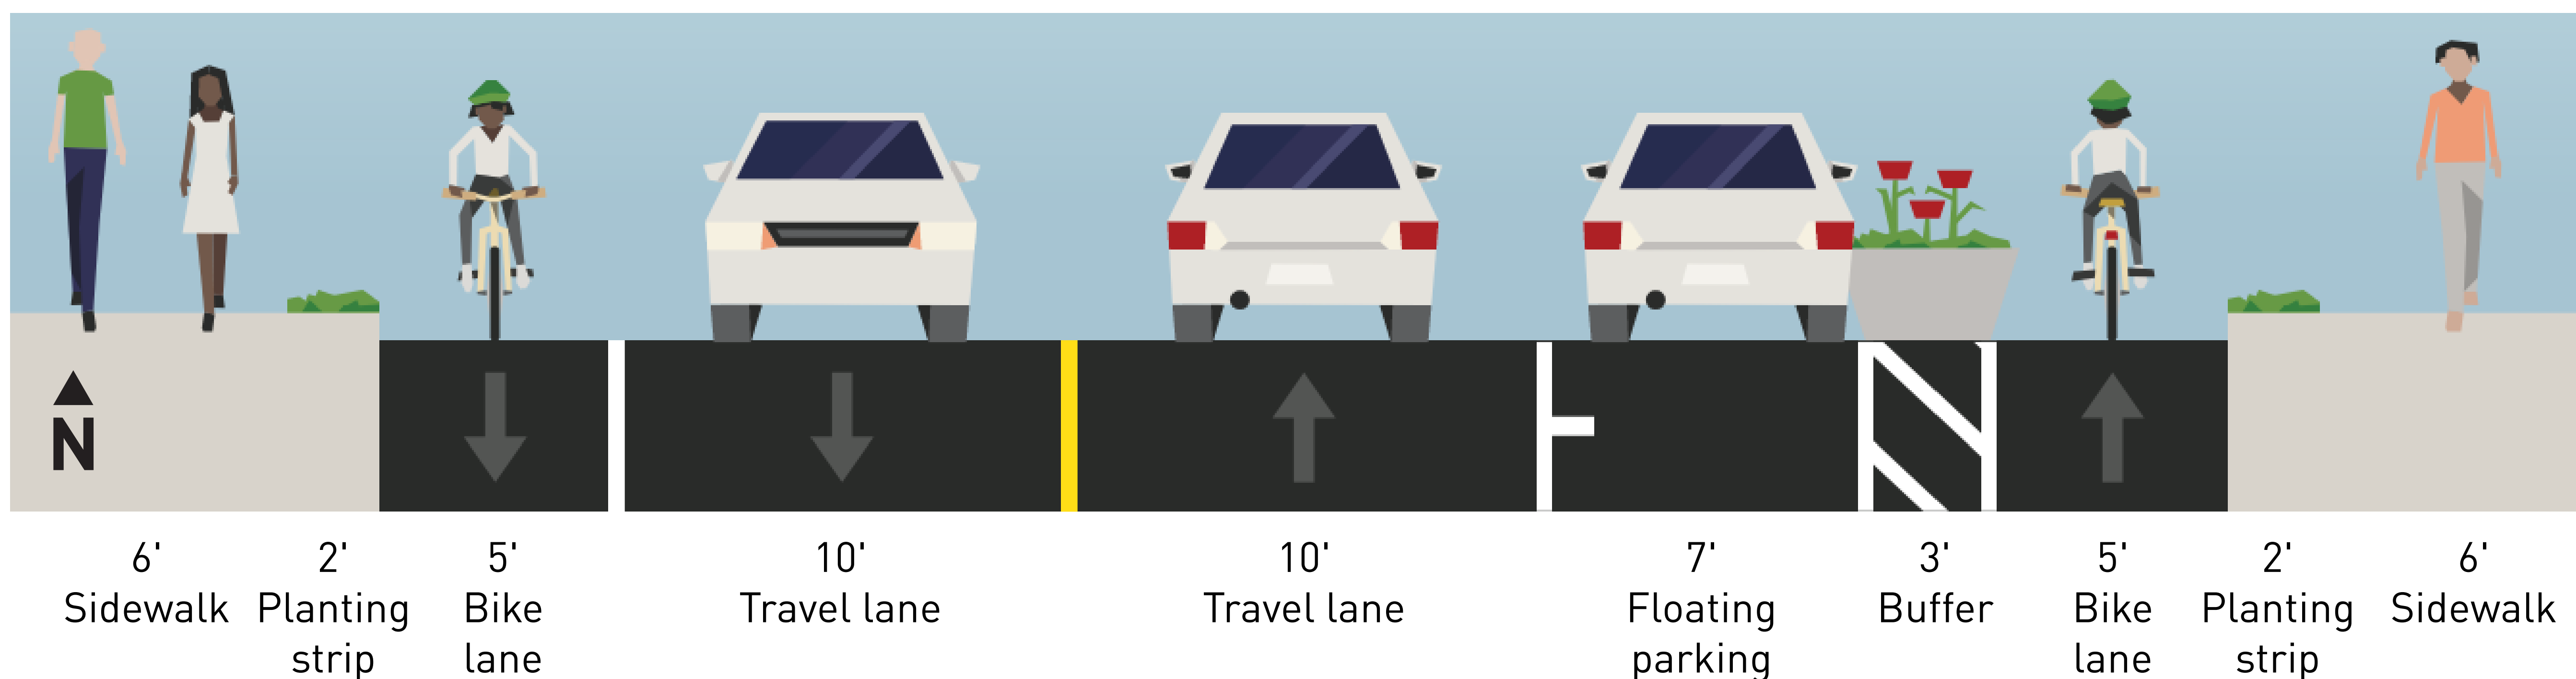 N
6' 2' 5' 10' 10' 7' 3' 5' 2' 6'
Sidewalk Planting Bike Travel lane Travel lane Floating Buffer Bike Planting Sidewalk
strip lane parking lane strip